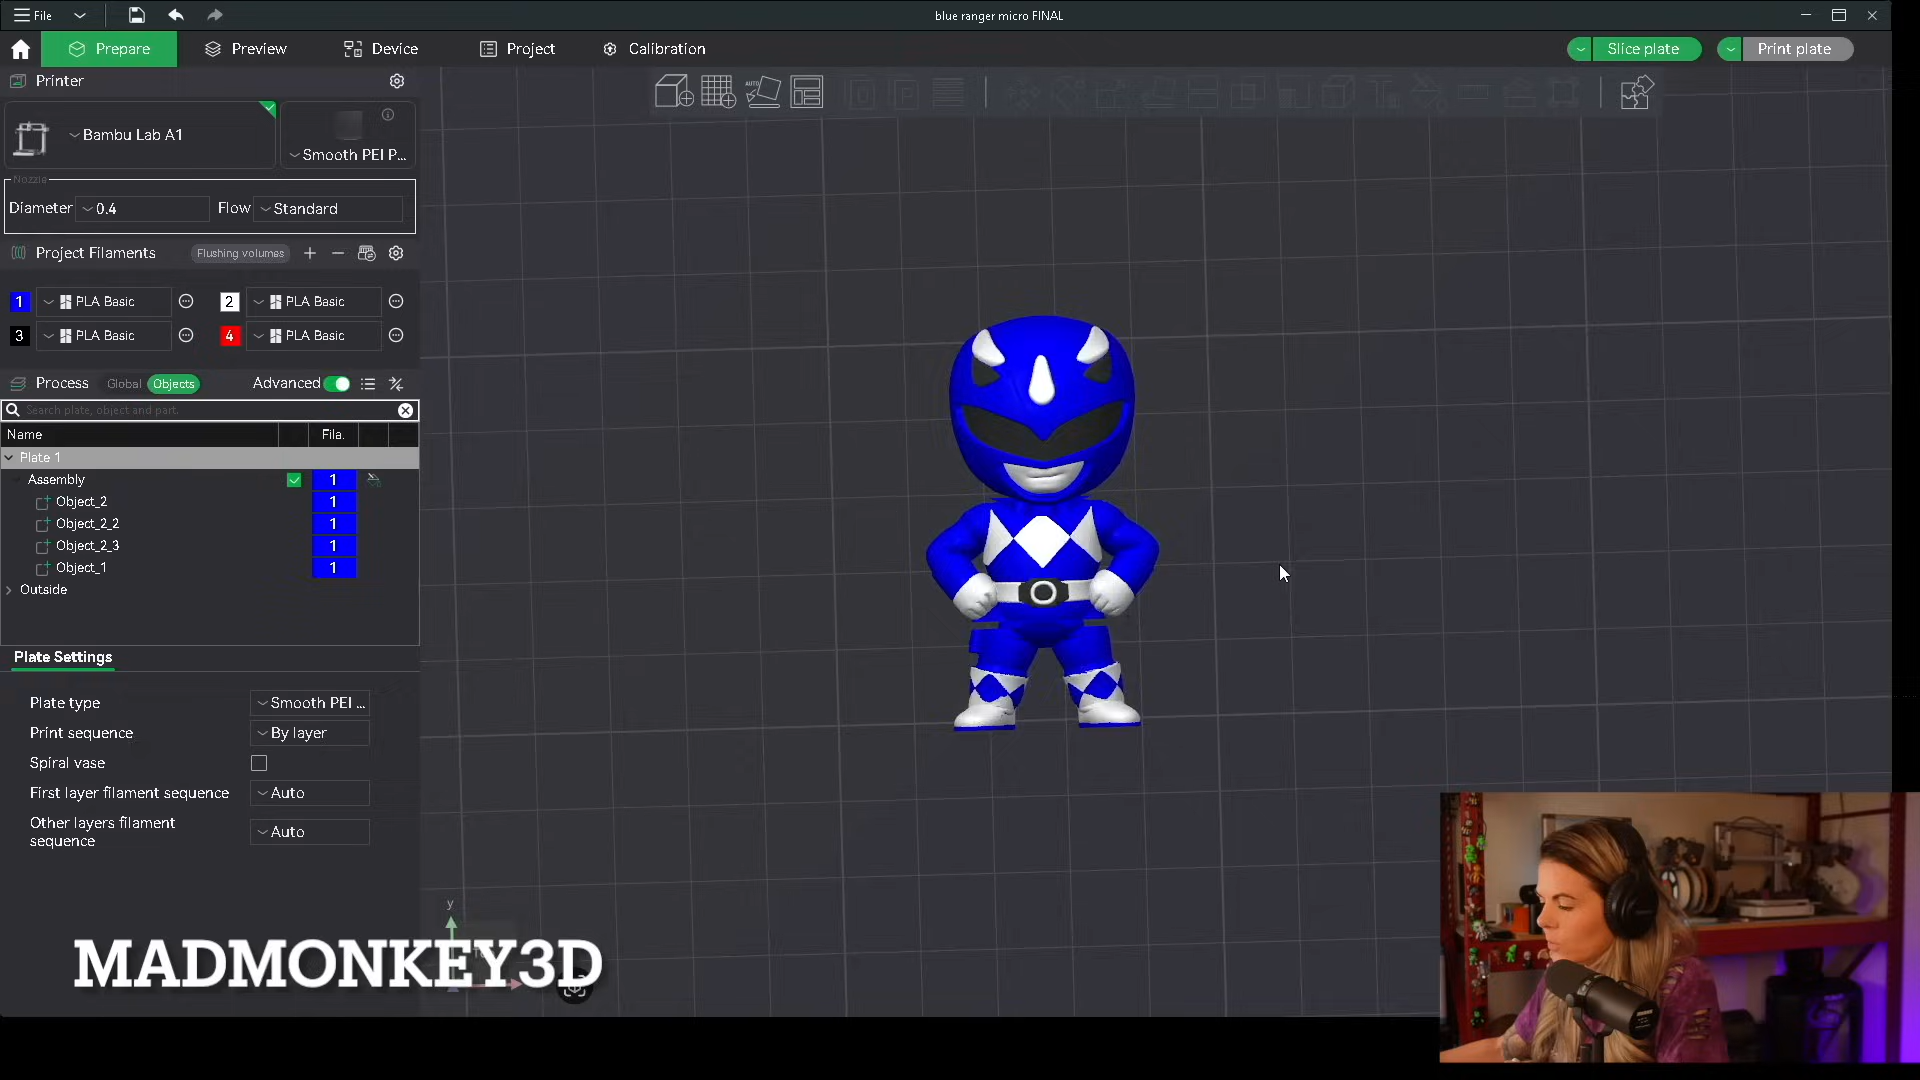 File
blue ranger micro FINAL
Prepare
Preview
Device
Project
Calibration
Slice plate
Print plate
Printer
Bambu Lab A1
Smooth PEI P...
Nozzle
Diameter 0.4 Flow Standard
Project Filaments Flushing volumes
1 PLA Basic 2 PLA Basic
3 PLA Basic 4 PLA Basic
Process Global Objects Advanced
Search plate, object and part.
Name Fila.
Plate 1
Assembly 1
Object_2 1
Object_2_2 1
Object_2_3 1
Object_1 1
Outside
Plate Settings
Plate type Smooth PEI ...
Print sequence By layer
Spiral vase
First layer filament sequence Auto
Other layers filament
sequence Auto
AUTO
y
MADMONKEY3D